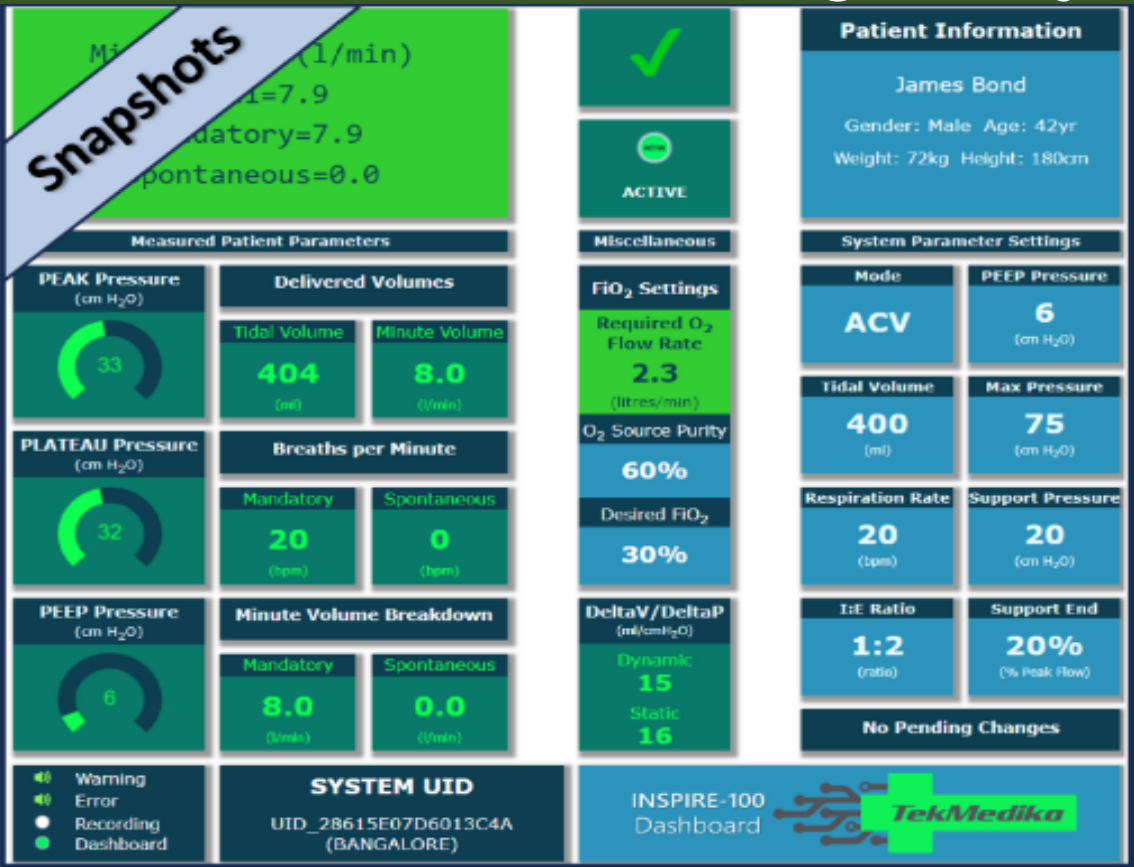 Snapshots
(l/min)
=7.9
datory=7.9
pontaneous=0.0
ACTIVE
Patient Information
James Bond
Gender: Male Age: 42yr
Weight: 72kg Height: 180cm
Measured Patient Parameters
PEAK Pressure
(cm H₂O)
33
Delivered Volumes
Tidal Volume
404
(ml)
Minute Volume
8.0
(l/min)
PLATEAU Pressure
(cm H₂O)
32
Breaths per Minute
Mandatory
20
(bpm)
Spontaneous
0
(bpm)
PEEP Pressure
(cm H₂O)
6
Minute Volume Breakdown
Mandatory
8.0
(l/min)
Spontaneous
0.0
(l/min)
Miscellaneous
FiO₂ Settings
Required O₂
Flow Rate
2.3
(litres/min)
O₂ Source Purity
60%
Desired FiO₂
30%
DeltaV/DeltaP
(ml/cmH₂O)
Dynamic
15
Static
16
System Parameter Settings
Mode
ACV
PEEP Pressure
6
(cm H₂O)
Tidal Volume
400
(ml)
Max Pressure
75
(cm H₂O)
Respiration Rate
20
(bpm)
Support Pressure
20
(cm H₂O)
I:E Ratio
1:2
(ratio)
Support End
20%
(% Peak Flow)
No Pending Changes
Warning
Error
Recording
Dashboard
SYSTEM UID
UID_28615E07D6013C4A
(BANGALORE)
INSPIRE-100
Dashboard
TekMedika